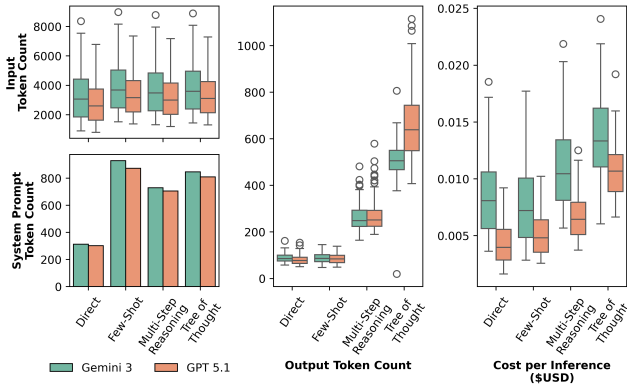 Input
Token Count
8000
6000
4000
2000
System Prompt
Token Count
800
600
400
200
0
Direct
Few-Shot
Multi-Step
Reasoning
Tree of
Thought
1000
800
600
400
200
0
Direct
Few-Shot
Multi-Step
Reasoning
Tree of
Thought
Output Token Count
0.025
0.020
0.015
0.010
0.005
Direct
Few-Shot
Multi-Step
Reasoning
Tree of
Thought
Cost per Inference
($USD)
Gemini 3
GPT 5.1